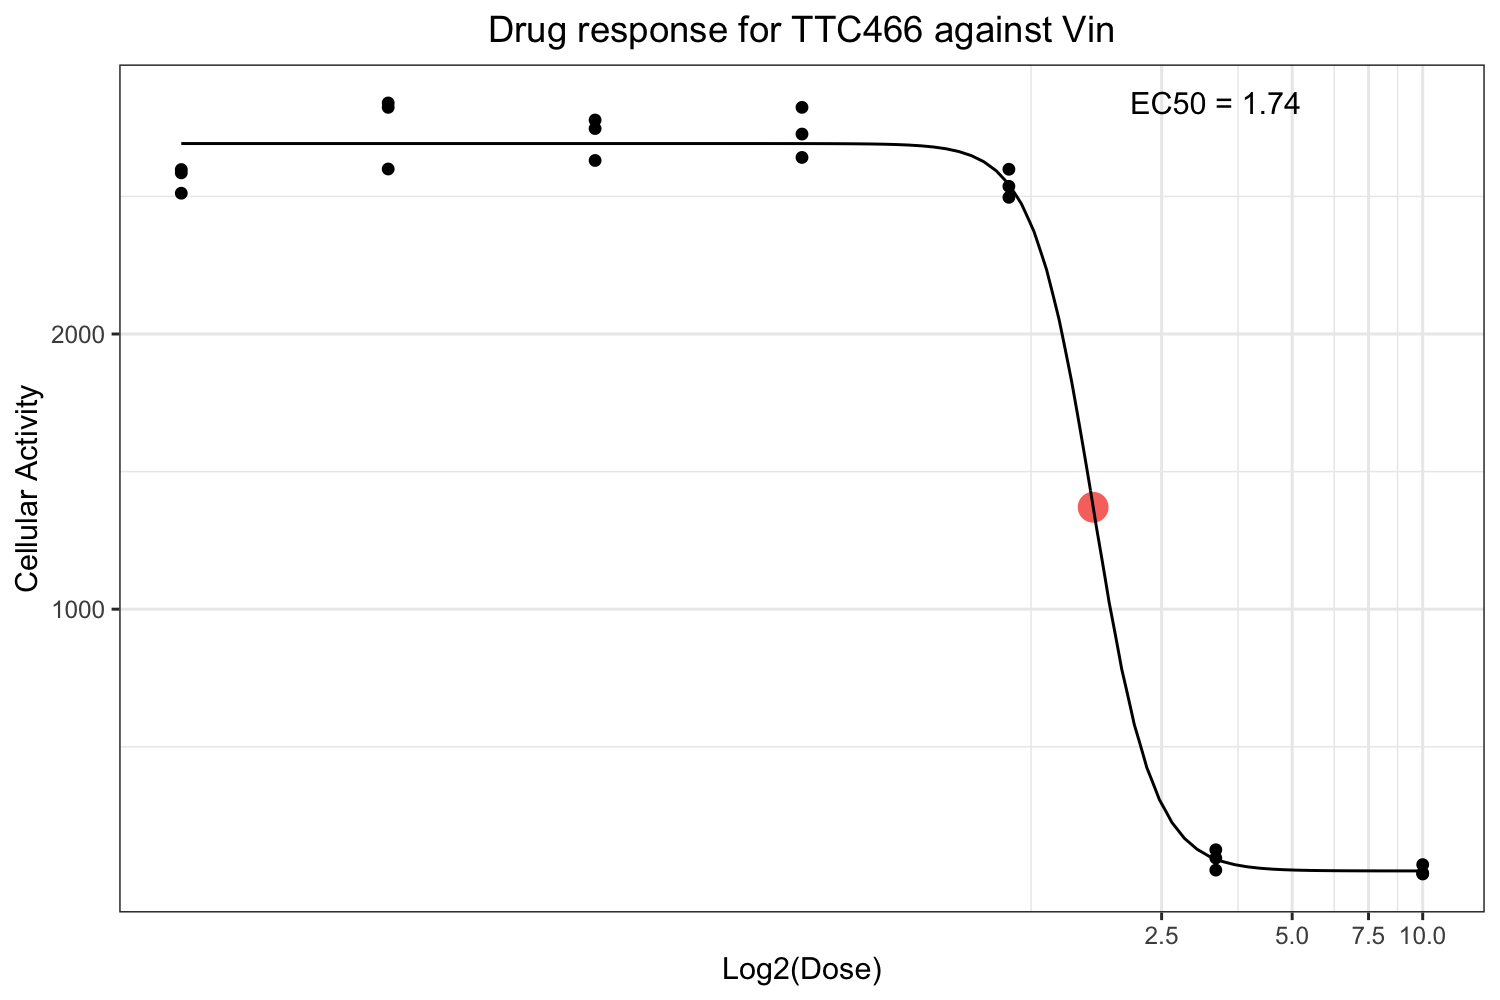 Drug response for TTC466 against Vin
EC50 = 1.74
2000
1000
Cellular Activity
2.5
5.0
7.5
10.0
Log2(Dose)